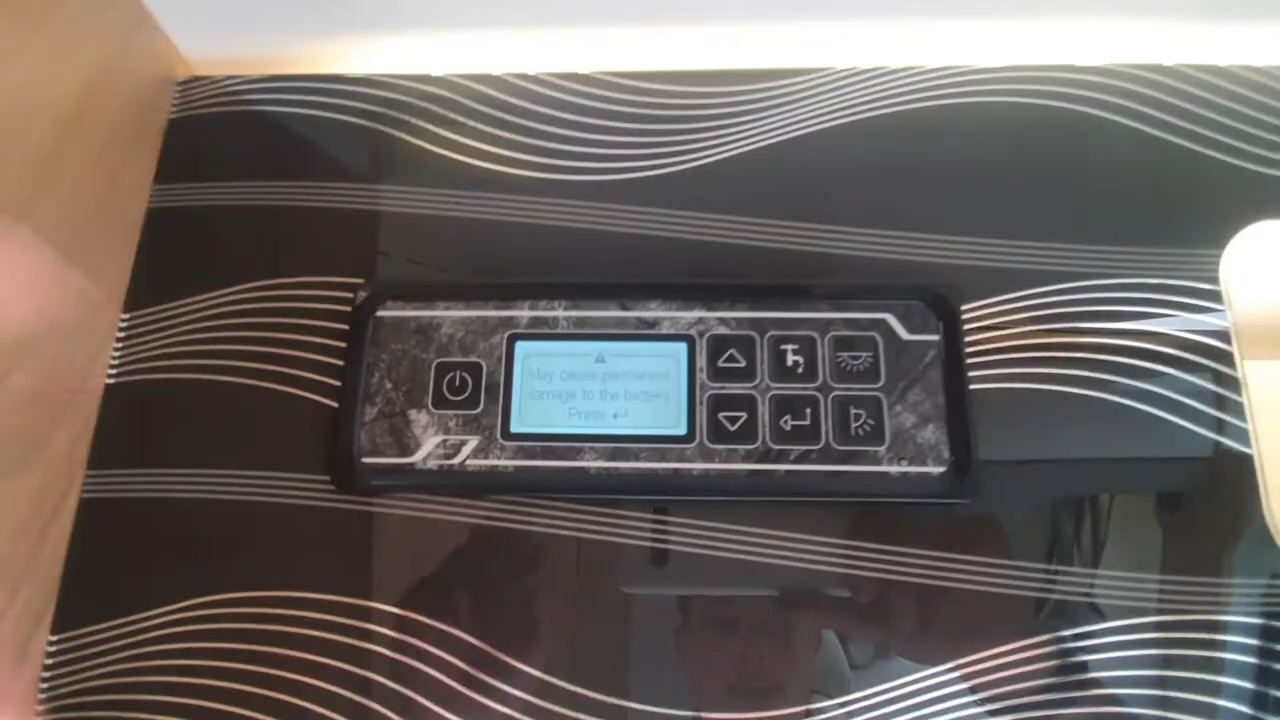 May cause permanent
damage to the battery
Press ↵